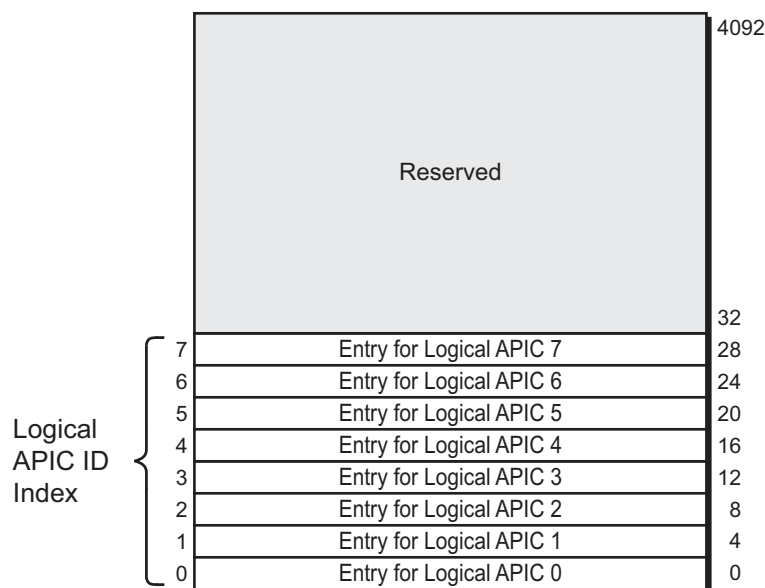 4092
Reserved
32
7 Entry for Logical APIC 7 28
6 Entry for Logical APIC 6 24
5 Entry for Logical APIC 5 20
Logical
APIC ID
Index
4 Entry for Logical APIC 4 16
3 Entry for Logical APIC 3 12
2 Entry for Logical APIC 2 8
1 Entry for Logical APIC 1 4
0 Entry for Logical APIC 0 0